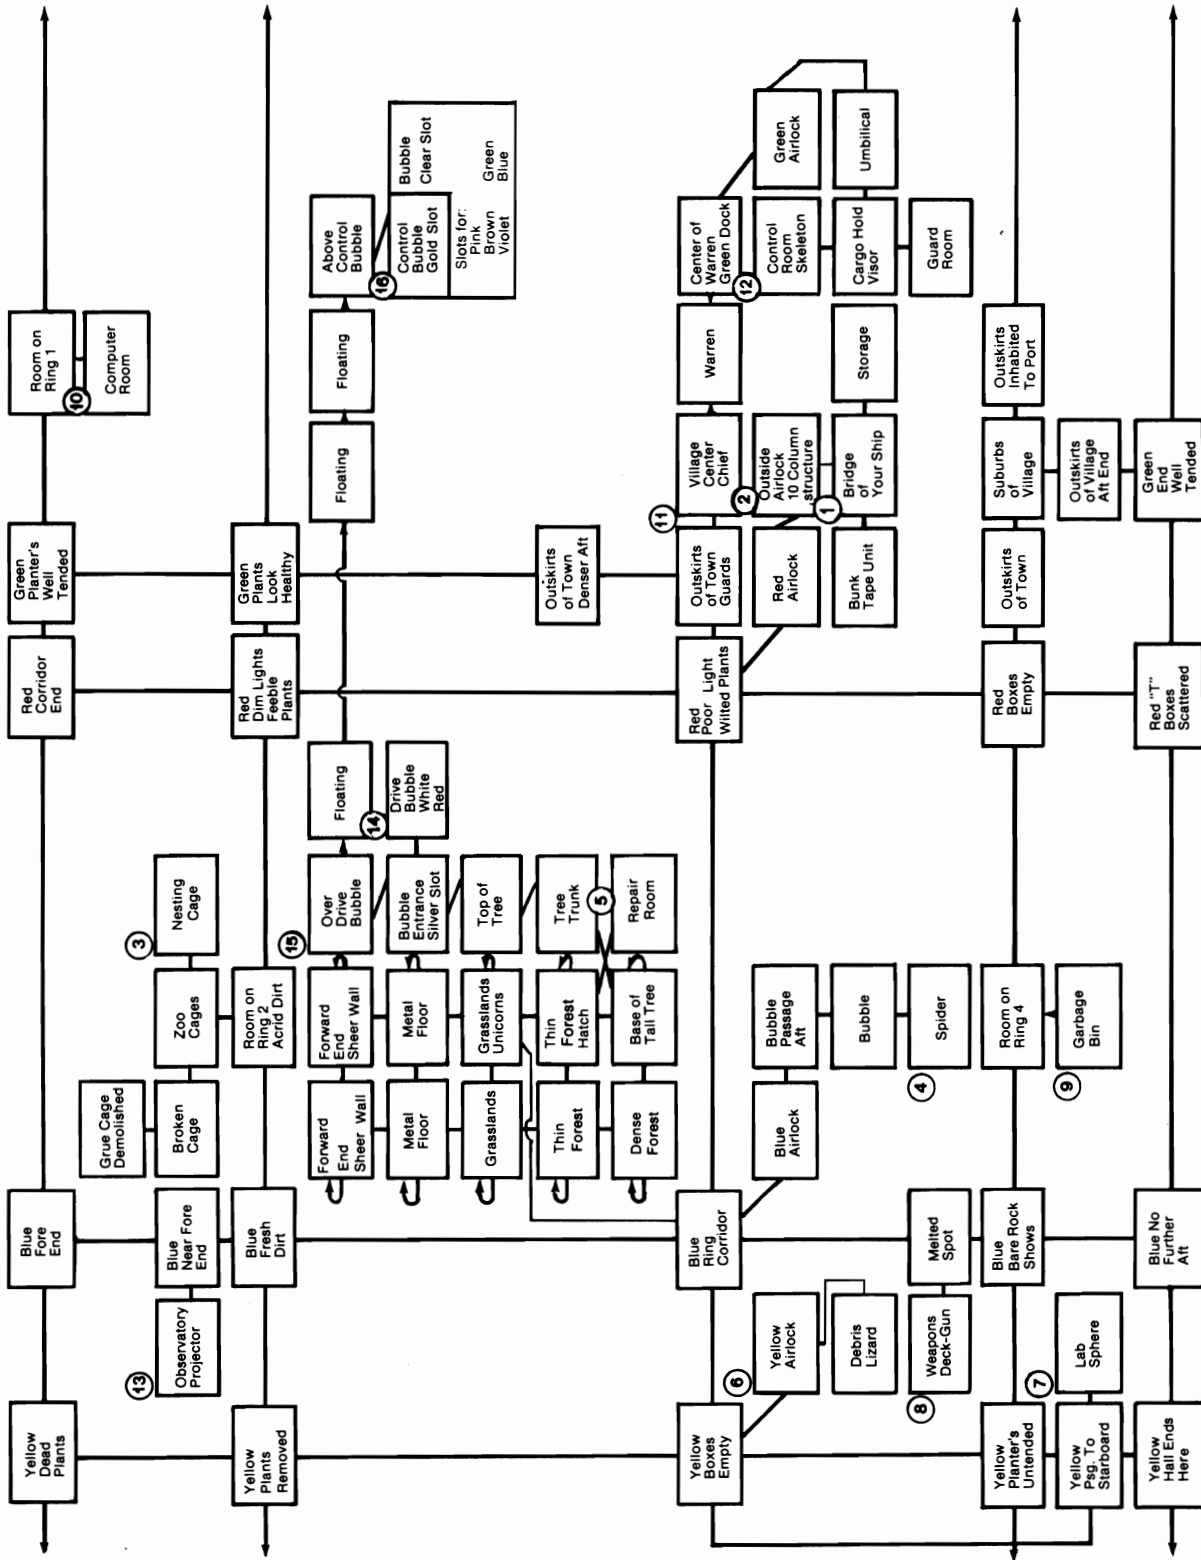 Yellow
Dead
Plants
Blue
Fore
End
Red
Corridor
End
Green
Planter's
Well
Tended
Room on
Ring 1
10
Computer
Room
13
Observatory
Projector
Blue
Near Fore
End
Grue Cage
Demolished
Broken
Cage
Zoo
Cages
3
Nesting
Cage
Yellow
Plants
Removed
Blue
Fresh
Dirt
Room on
Ring 2
Acrid Dirt
Red
Dim Lights
Feeble
Plants
Green
Plants
Look
Healthy
Forward
End
Sheer Wall
Forward
End
Sheer Wall
15
Over
Drive
Bubble
Floating
Floating
Floating
Above
Control
Bubble
Metal
Floor
Metal
Floor
Bubble
Entrance
Silver Slot
14
Drive
Bubble
White
Red
16
Control
Bubble
Gold Slot
Bubble
Clear Slot
Slots for:
Pink
Brown
Violet
Green
Blue
Grasslands
Grasslands
Unicorns
Top of
Tree
Thin
Forest
Thin
Forest
Hatch
Tree
Trunk
Dense
Forest
Base of
Tall Tree
5
Repair
Room
Outskirts
of Town
Denser Aft
Yellow
Boxes
Empty
Blue
Ring
Corridor
Red
Poor Light
Wilted Plants
Outskirts
of Town
Guards
11
Village
Center
Chief
Warren
Center of
Warren
Green Dock
6
Yellow
Airlock
Blue
Airlock
Bubble
Passage
Aft
Red
Airlock
2
Outside
Airlock
10 Column
structure
12
Control
Room
Skeleton
Green
Airlock
Debris
Lizard
Bubble
Bunk
Tape Unit
1
Bridge
of
Your Ship
Storage
Cargo Hold
Visor
Umbilical
8
Weapons
Deck-Gun
Melted
Spot
4
Spider
Guard
Room
Yellow
Planter's
Untended
Blue
Bare Rock
Shows
Room on
Ring 4
Red
Boxes
Empty
Outskirts
of Town
Suburbs
of
Village
Outskirts
Inhabited
To Port
Yellow
Psg. To
Starboard
7
Lab
Sphere
9
Garbage
Bin
Outskirts
of Village
Aft End
Yellow
Hall Ends
Here
Blue No
Further
Aft
Red "T"
Boxes
Scattered
Green
End
Well
Tended